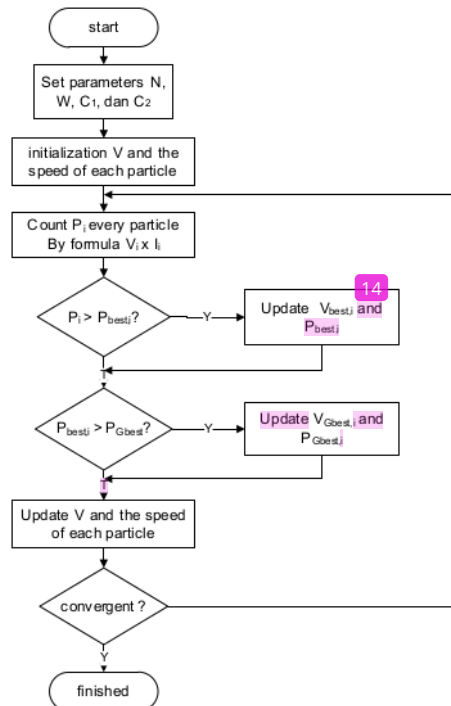 start
Set parameters N,
W, C₁, dan C₂
initialization V and the
speed of each particle
Count Pᵢ every particle
By formula Vᵢ x Iᵢ
14
Pᵢ > Pbest,i?
Y
Update Vbest,i and
Pbest,i
T
Pbest,i > PGbest?
Y
Update VGbest,i and
PGbest,i
T
Update V and the speed
of each particle
convergent ?
Y
finished